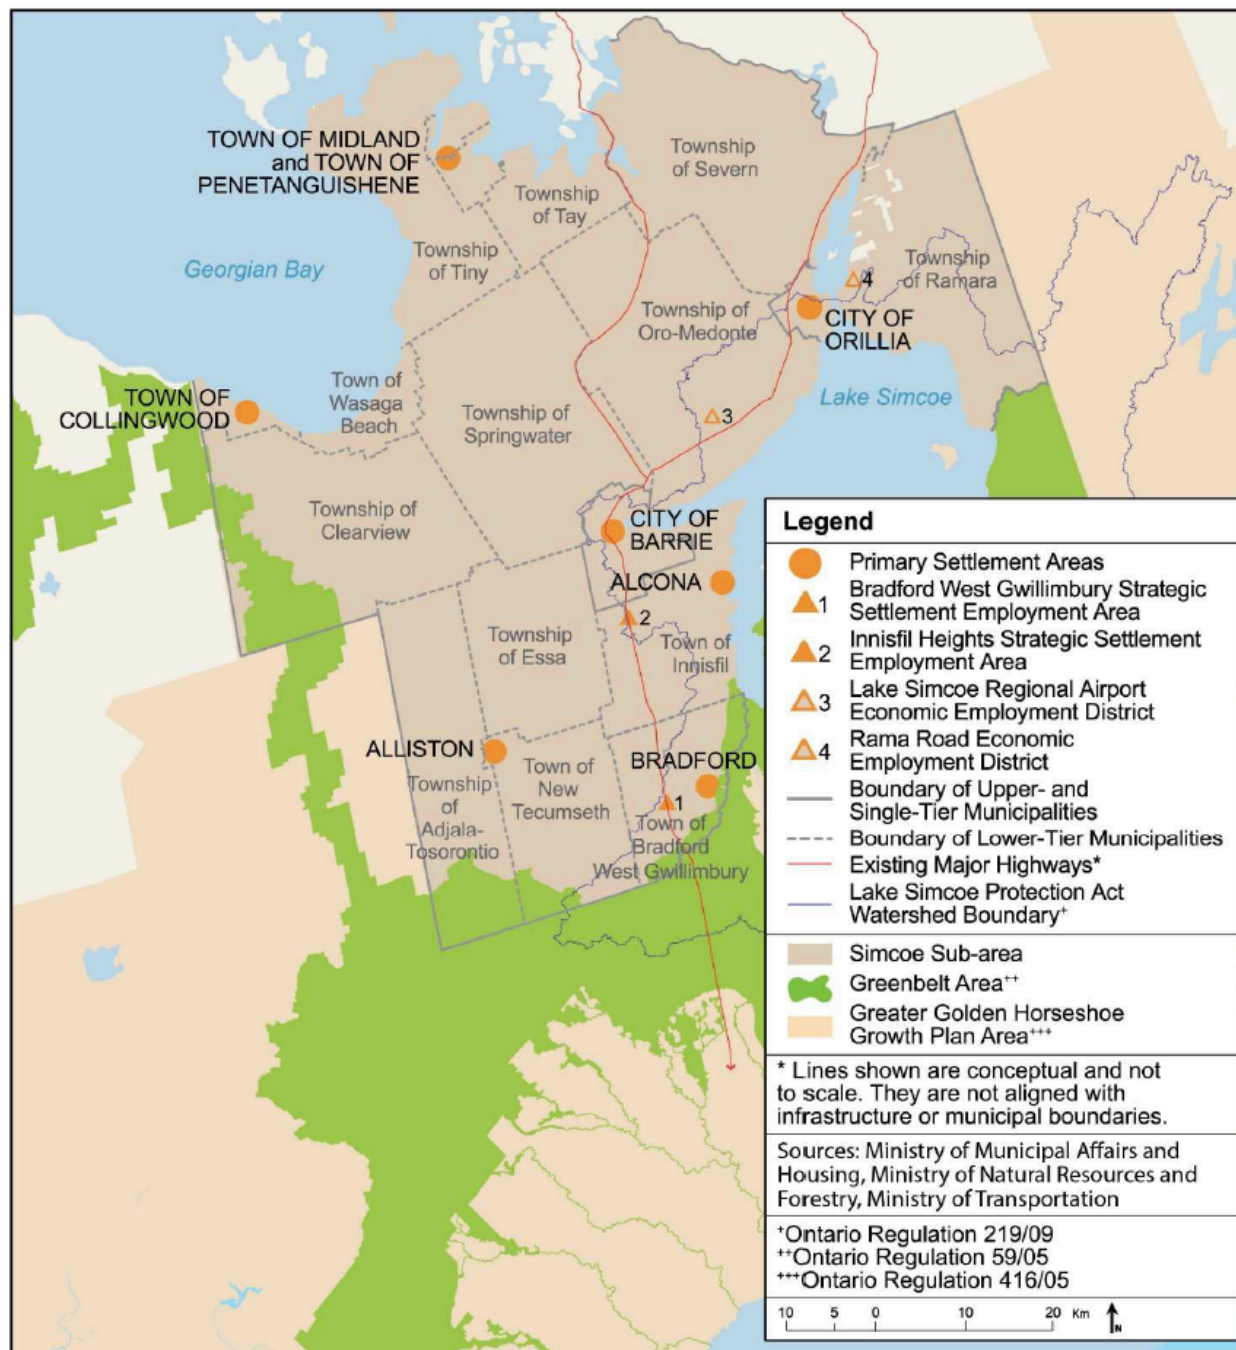 TOWN OF MIDLAND
and TOWN OF
PENETANGUISHENE
Township
of Severn
Township
of Tay
Township
of Tiny
Georgian Bay
Township
of Ramara
4
Township of
Oro-Medonte
CITY OF
ORILLIA
TOWN OF
COLLINGWOOD
Town of
Wasaga
Beach
Township of
Springwater
3
Lake Simcoe
Township of
Clearview
CITY OF
BARRIE
ALCONA
2
Township
of Essa
Town of
Innisfil
ALLISTON
BRADFORD
Township
of
Adjala-
Tosorontio
Town of
New
Tecumseth
1
Town of
Bradford
West Gwillimbury
Legend
Primary Settlement Areas
1 Bradford West Gwillimbury Strategic
Settlement Employment Area
2 Innisfil Heights Strategic Settlement
Employment Area
3 Lake Simcoe Regional Airport
Economic Employment District
4 Rama Road Economic
Employment District
Boundary of Upper- and
Single-Tier Municipalities
Boundary of Lower-Tier Municipalities
Existing Major Highways*
Lake Simcoe Protection Act
Watershed Boundary+
Simcoe Sub-area
Greenbelt Area++
Greater Golden Horseshoe
Growth Plan Area+++
* Lines shown are conceptual and not
to scale. They are not aligned with
infrastructure or municipal boundaries.
Sources: Ministry of Municipal Affairs and
Housing, Ministry of Natural Resources and
Forestry, Ministry of Transportation
+Ontario Regulation 219/09
++Ontario Regulation 59/05
+++Ontario Regulation 416/05
10 5 0 10 20 Km N